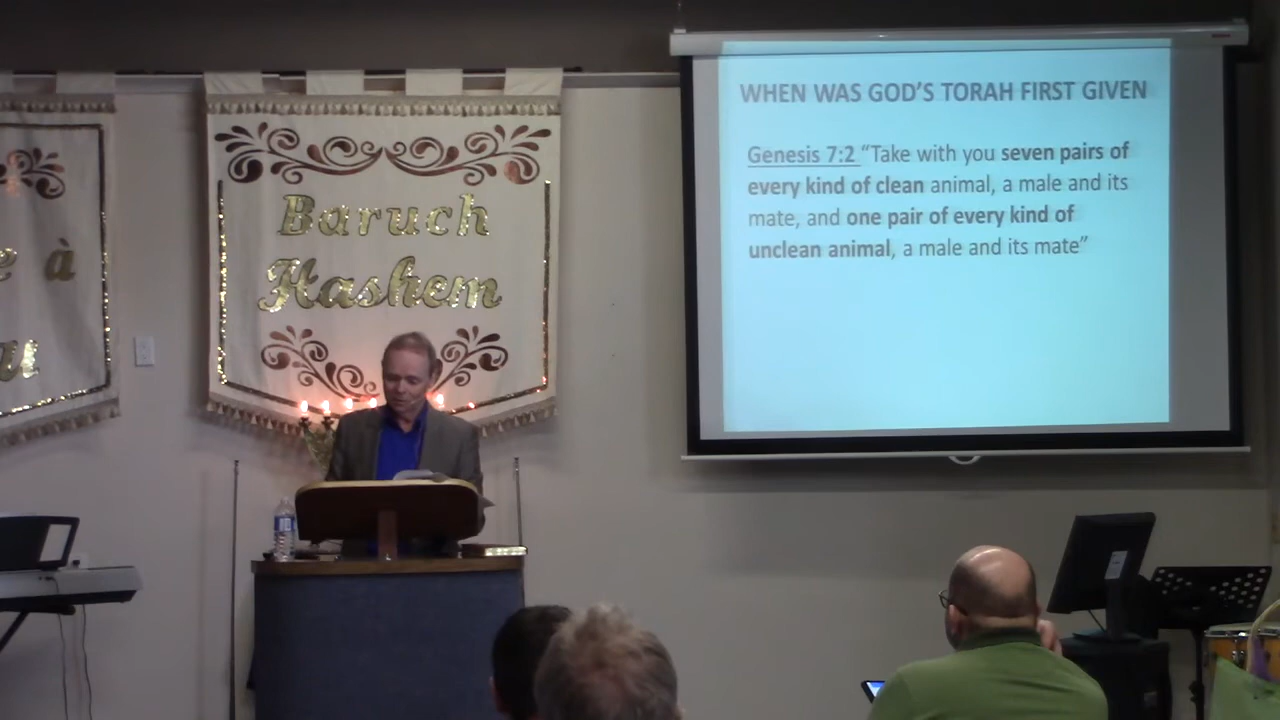 Baruch
Hashem
WHEN WAS GOD'S TORAH FIRST GIVEN
Genesis 7:2 “Take with you seven pairs of
every kind of clean animal, a male and its
mate, and one pair of every kind of
unclean animal, a male and its mate”
à